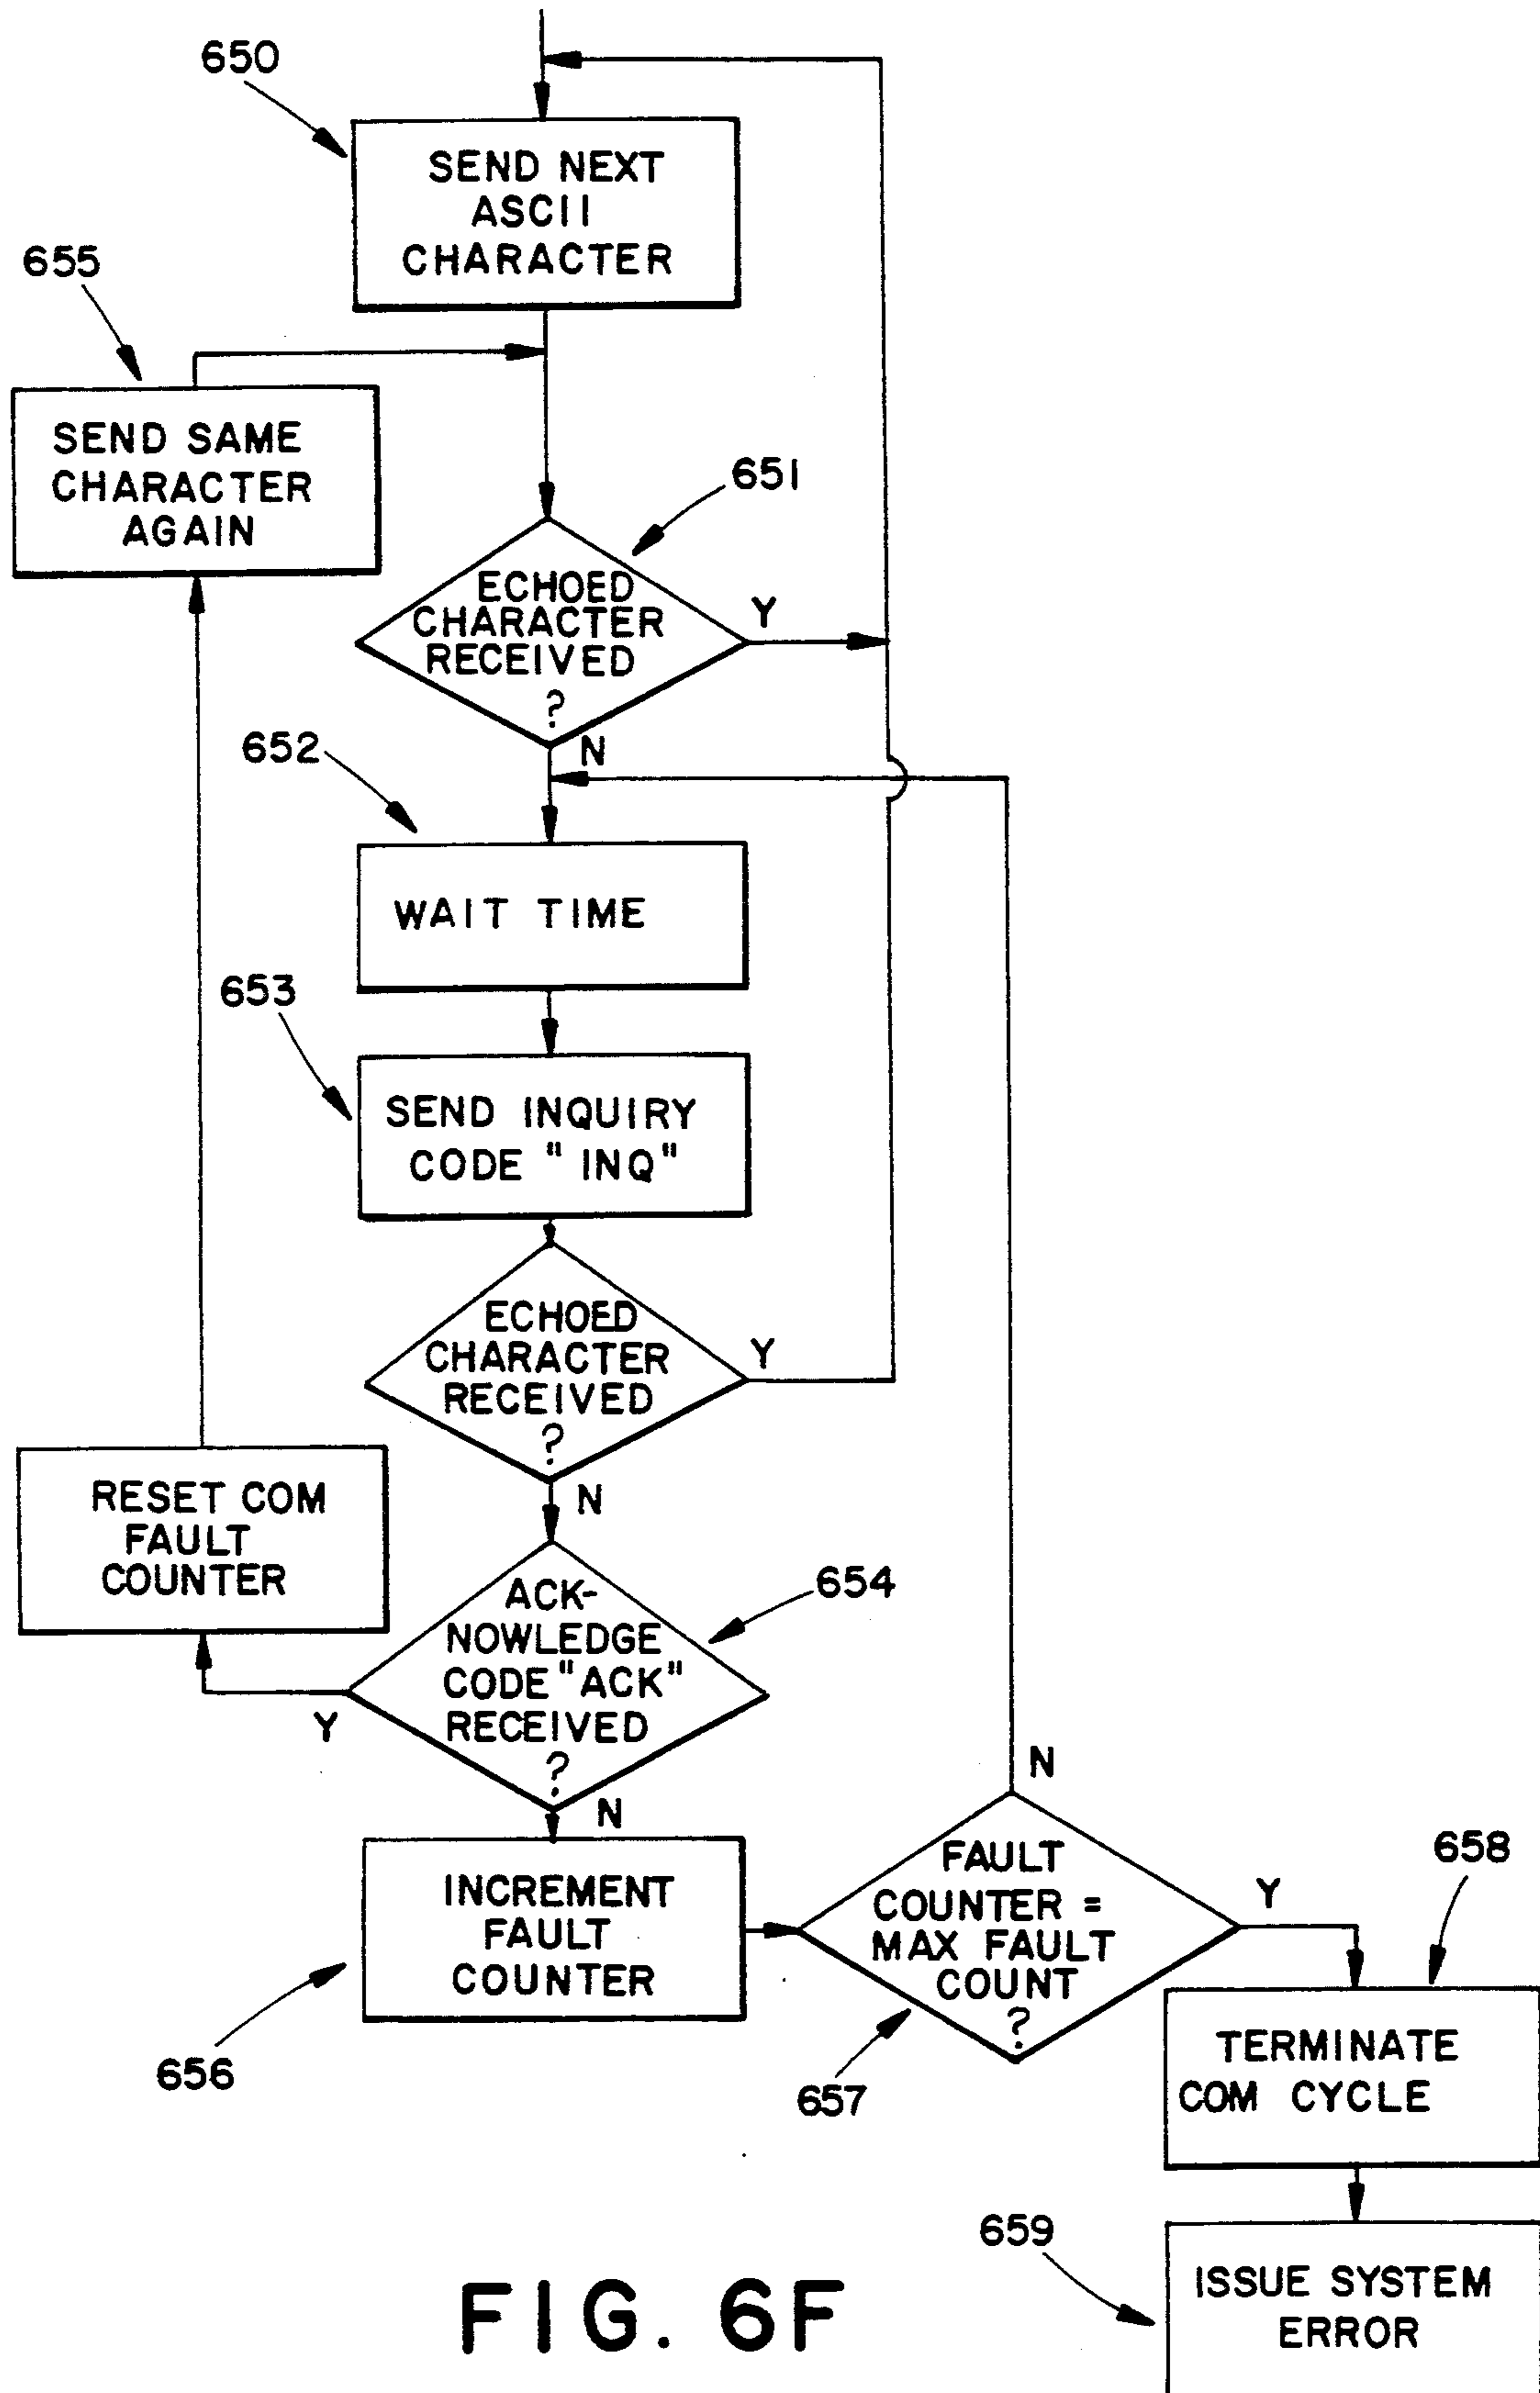 650
SEND NEXT
ASCII
CHARACTER
655
SEND SAME
CHARACTER
AGAIN
651
ECHOED
CHARACTER
RECEIVED
?
Y
N
652
WAIT TIME
653
SEND INQUIRY
CODE "INQ"
ECHOED
CHARACTER
RECEIVED
?
Y
N
RESET COM
FAULT
COUNTER
654
ACK-
NOWLEDGE
CODE "ACK"
RECEIVED
?
Y
N
656
INCREMENT
FAULT
COUNTER
657
FAULT
COUNTER =
MAX FAULT
COUNT
?
N
Y
658
TERMINATE
COM CYCLE
659
ISSUE SYSTEM
ERROR
FIG. 6F